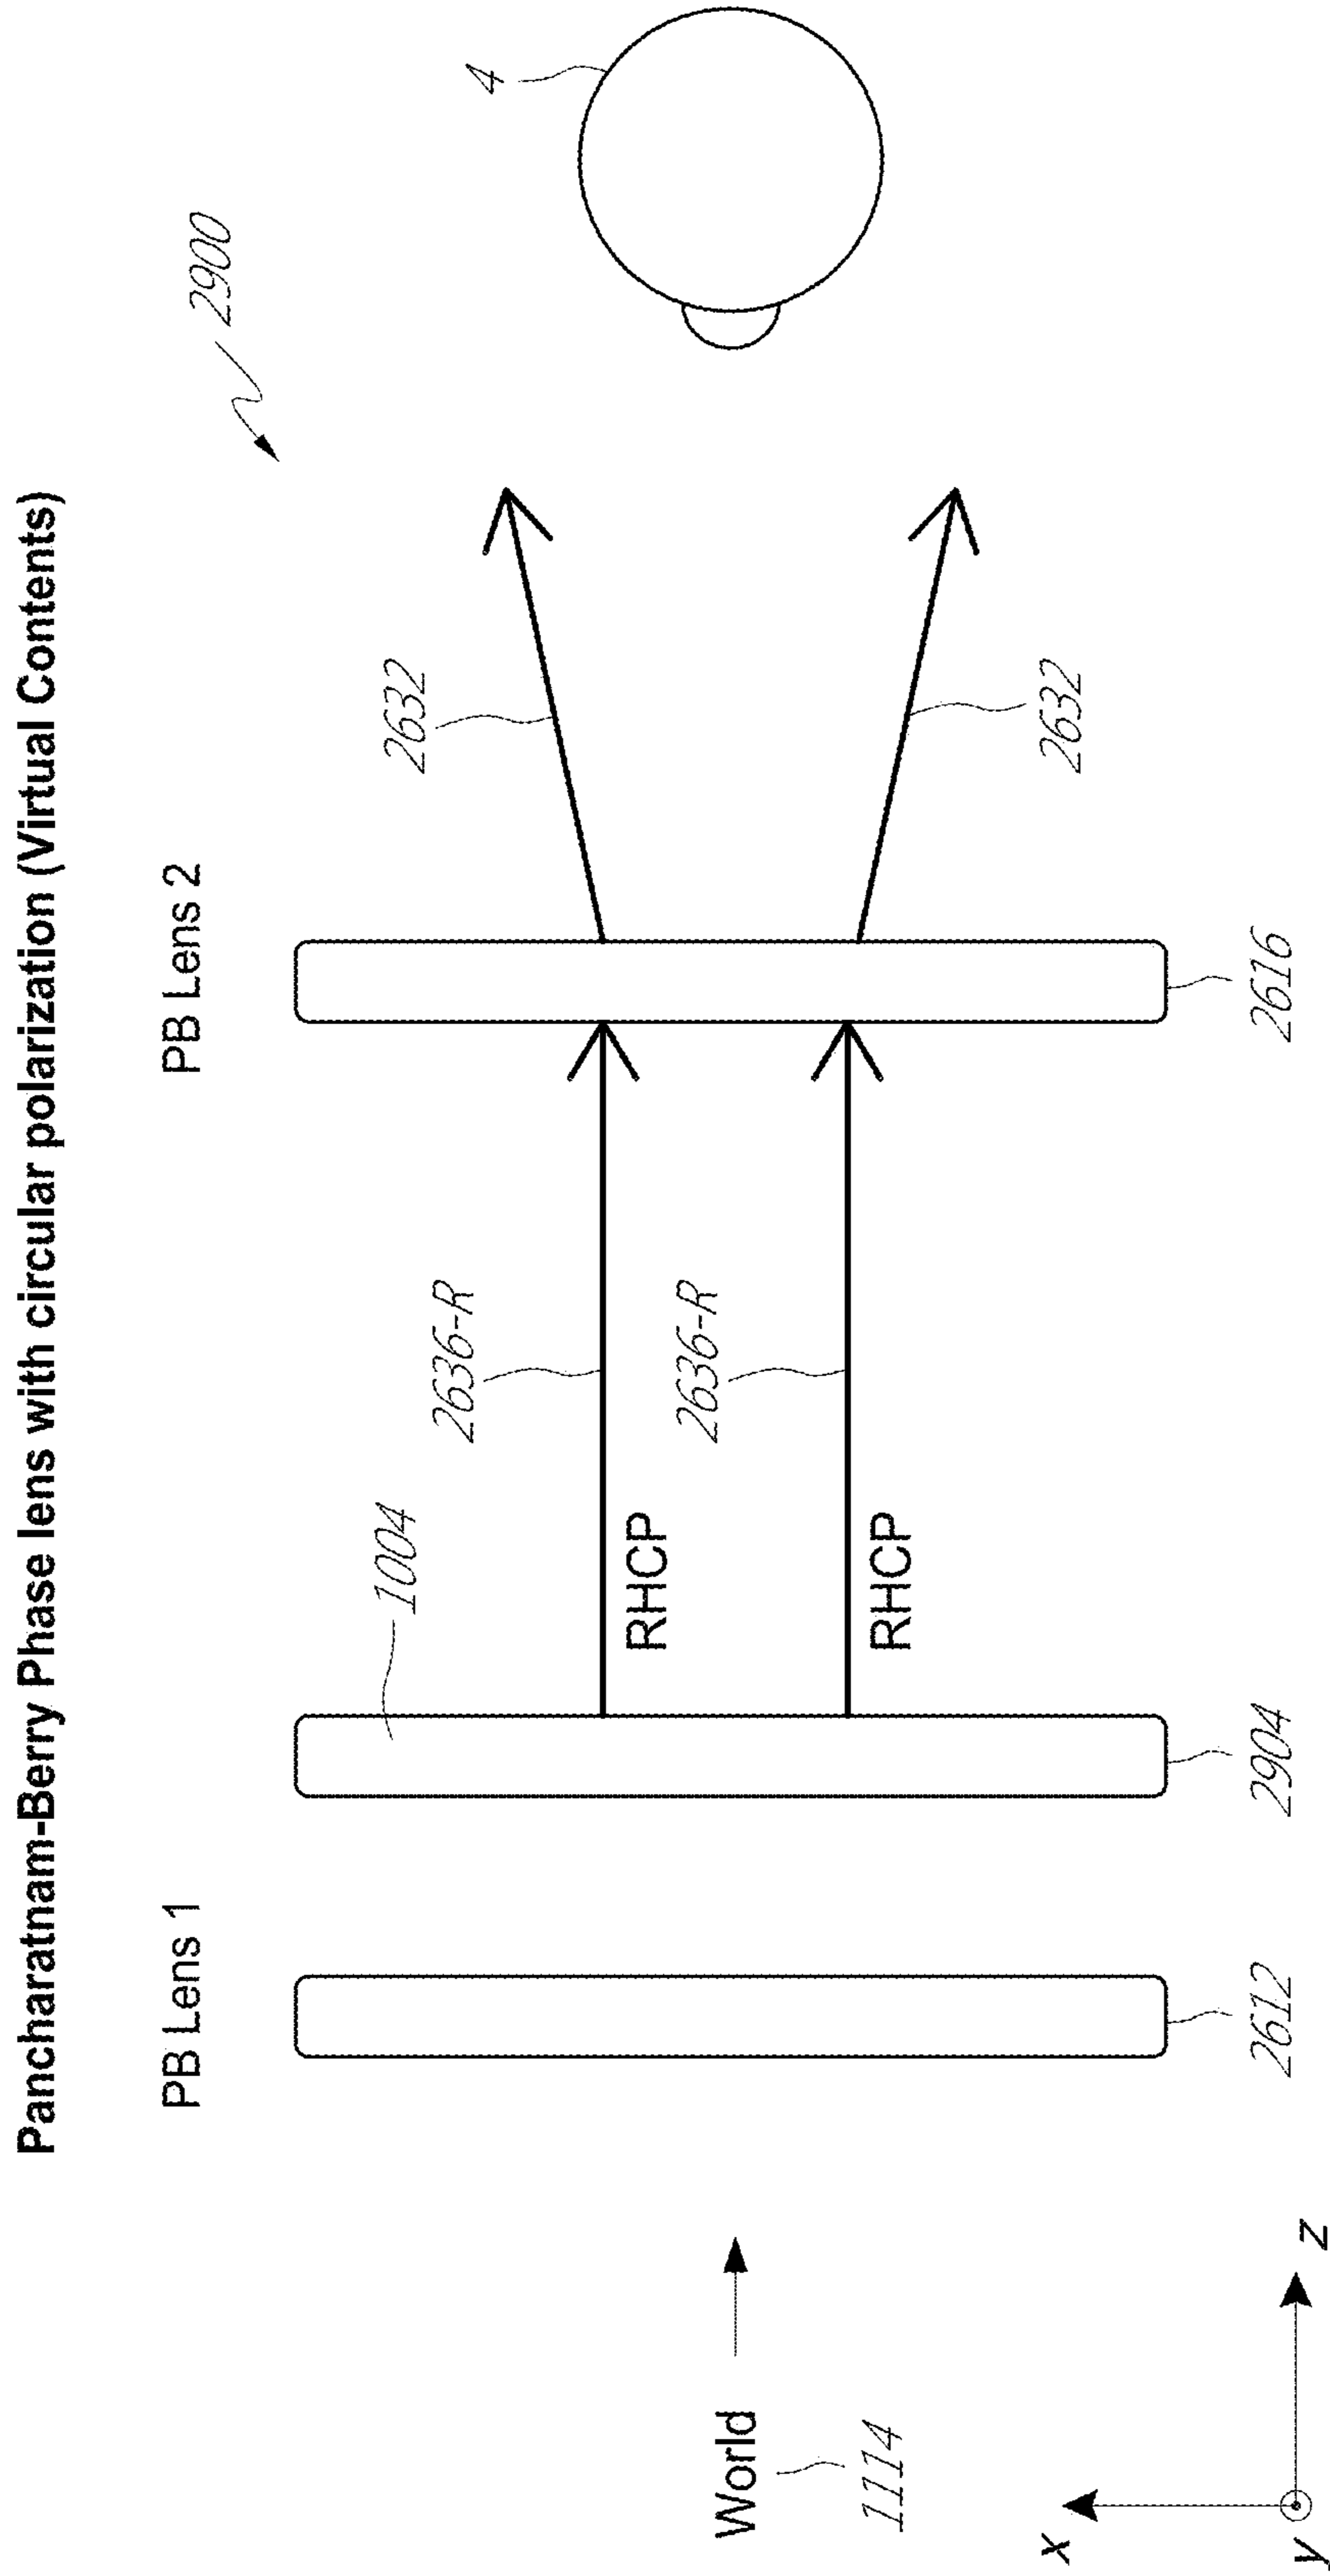 Pancharatnam-Berry Phase lens with circular polarization (Virtual Contents)
PB Lens 1
PB Lens 2
2900
1004
2632
2636-R
4
RHCP
2636-R
World
1114
RHCP
x
2632
2612
2904
2616
y
z